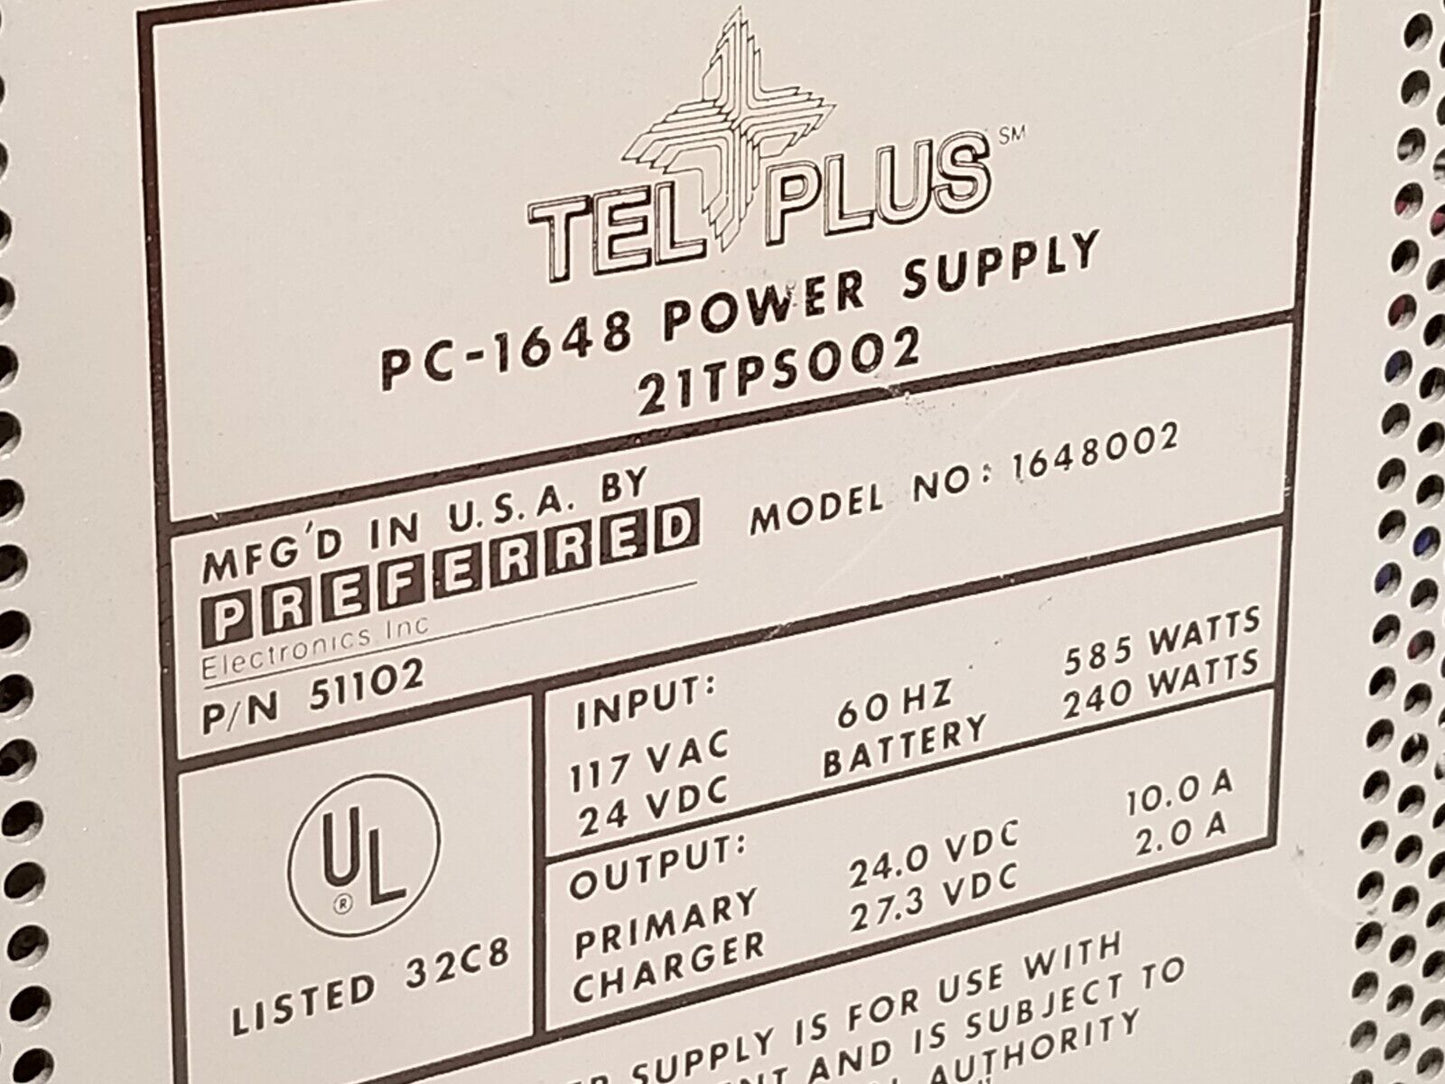 TEL PLUS SM
PC-1648 POWER SUPPLY
21TPS002
MFG'D IN U.S.A. BY
PREFERRED
Electronics Inc
P/N 51102
MODEL NO: 1648002
UL
®
LISTED 32C8
INPUT:
117 VAC 60 HZ 585 WATTS
24 VDC BATTERY 240 WATTS
OUTPUT:
PRIMARY 24.0 VDC 10.0 A
CHARGER 27.3 VDC 2.0 A
SUPPLY IS FOR USE WITH
AND IS SUBJECT TO
AUTHORITY